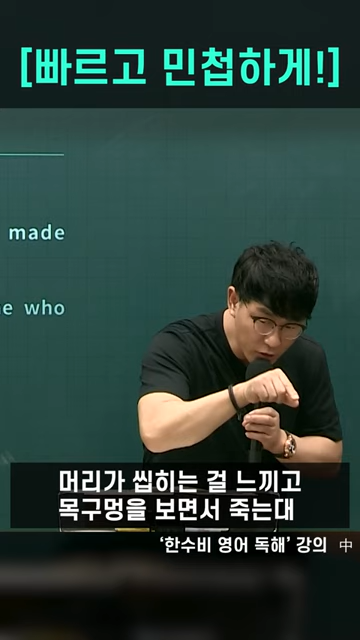 [빠르고 민첩하게!]
made
e who
머리가 씹히는 걸 느끼고
목구멍을 보면서 죽는대
‘한수비 영어 독해’ 강의 中